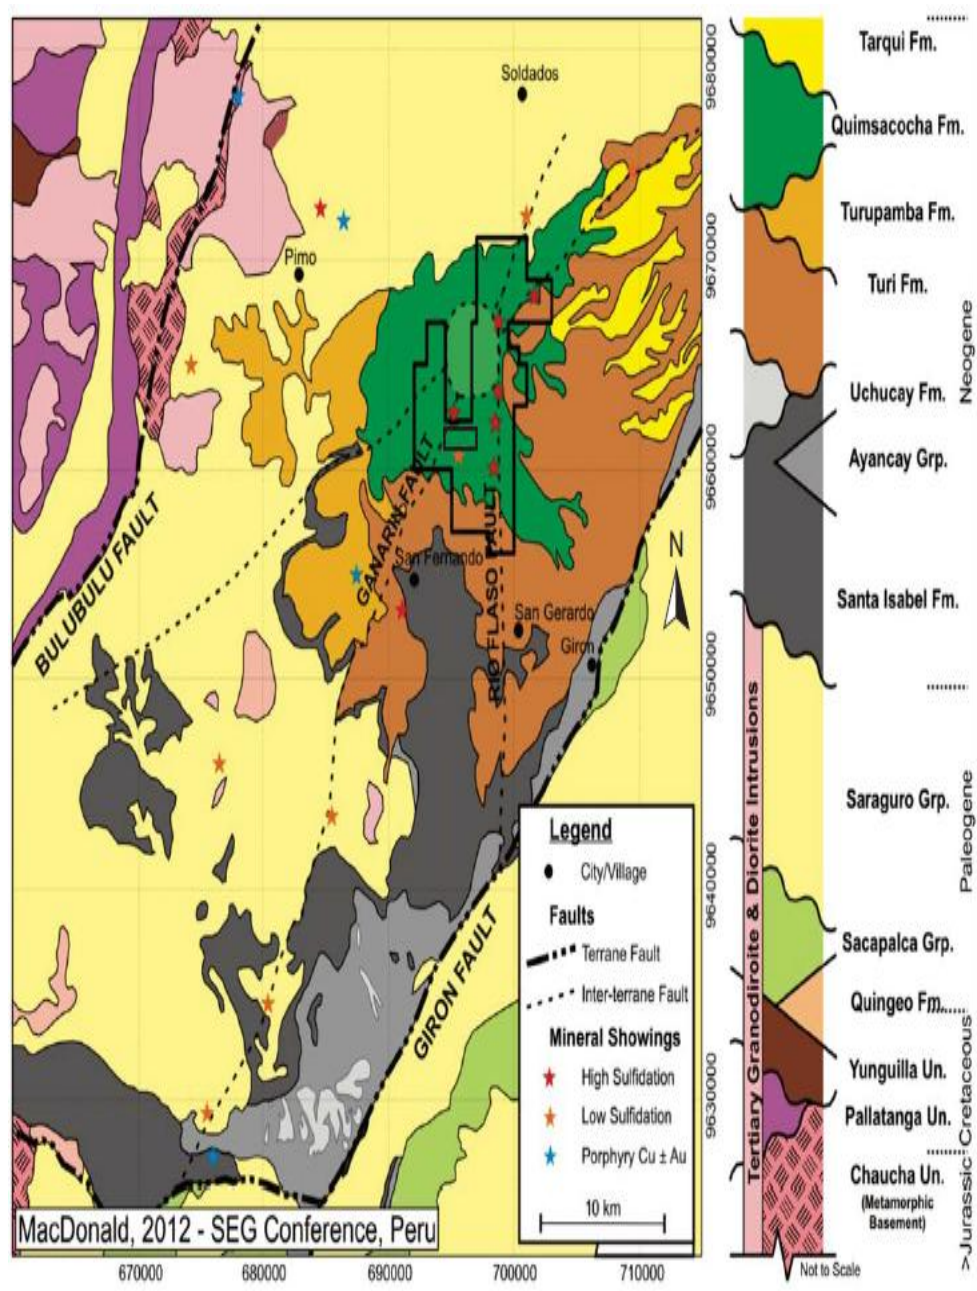 Soldados
Pimo
BULUBULU FAULT
GAÑARIN FAULT
San Fernando
RIO FLASO FAULT
San Gerardo
Giron
N
GIRON FAULT
Legend
City/Village
Faults
Terrane Fault
Inter-terrane Fault
Mineral Showings
High Sulfidation
Low Sulfidation
Porphyry Cu ± Au
10 km
MacDonald, 2012 - SEG Conference, Peru
670000
680000
690000
700000
710000
9680000
9670000
9660000
9650000
9640000
9630000
Tarqui Fm.
Quimsacocha Fm.
Turupamba Fm.
Turi Fm.
Uchucay Fm.
Ayancay Grp.
Santa Isabel Fm.
Saraguro Grp.
Sacapalca Grp.
Quingeo Fm.
Yunguilla Un.
Pallatanga Un.
Chaucha Un.
(Metamorphic
Basement)
Not to Scale
Tertiary Granodiroite & Diorite Intrusions
Neogene
Paleogene
Cretaceous
>Jurassic